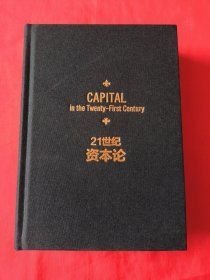 CAPITAL
in the Twenty-First Century
21世纪
资本论